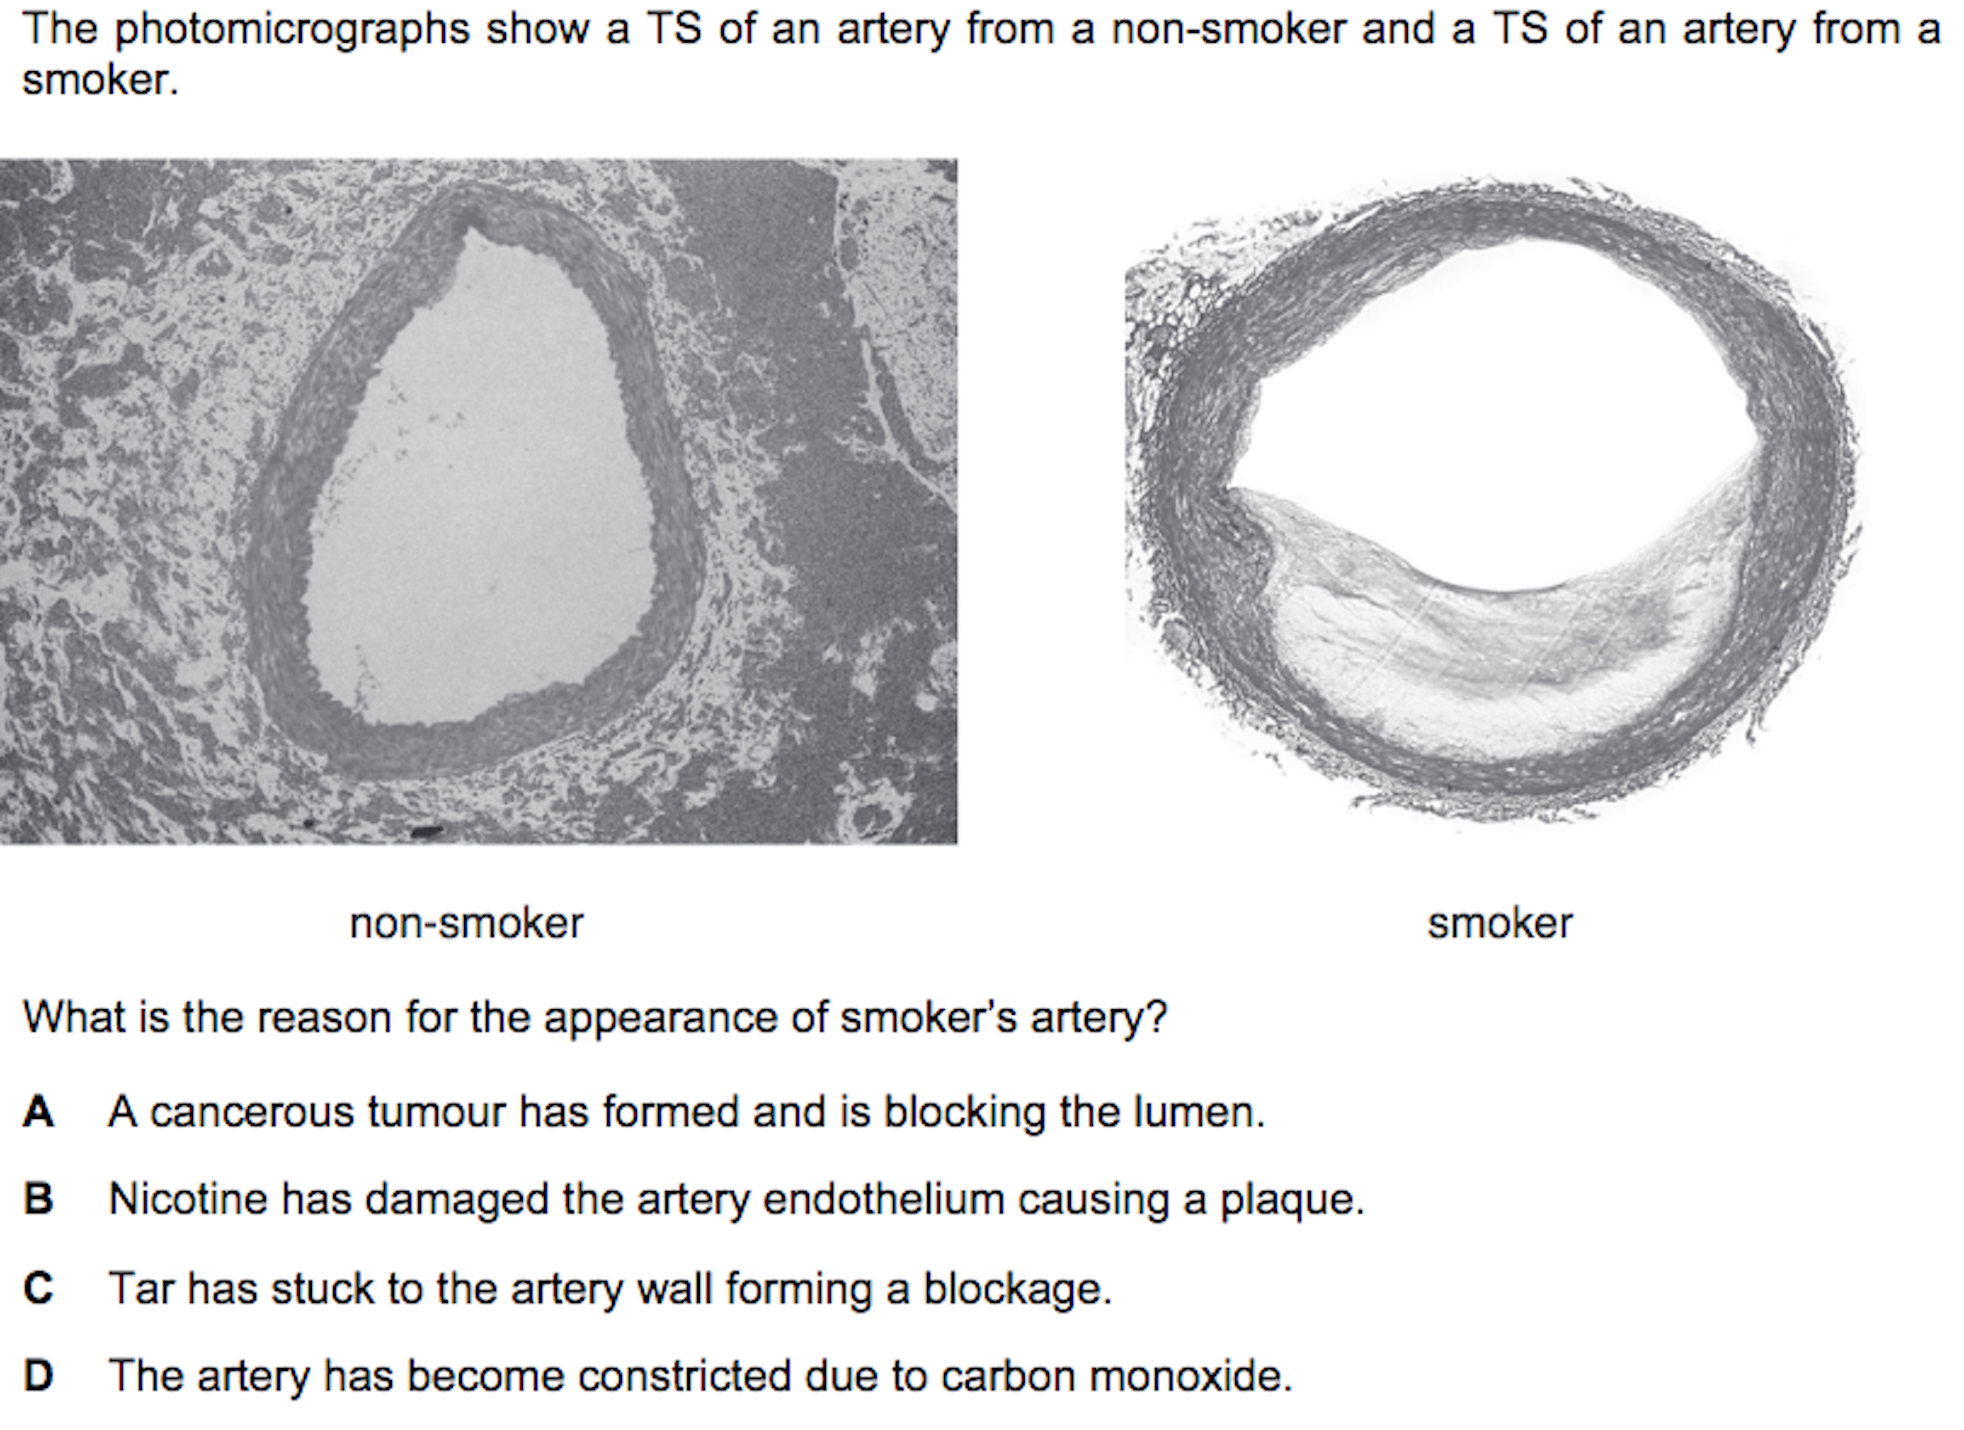 The photomicrographs show a TS of an artery from a non-smoker and a TS of an artery from a
smoker.
non-smoker
smoker
What is the reason for the appearance of smoker's artery?
A A cancerous tumour has formed and is blocking the lumen.
B Nicotine has damaged the artery endothelium causing a plaque.
C Tar has stuck to the artery wall forming a blockage.
D The artery has become constricted due to carbon monoxide.